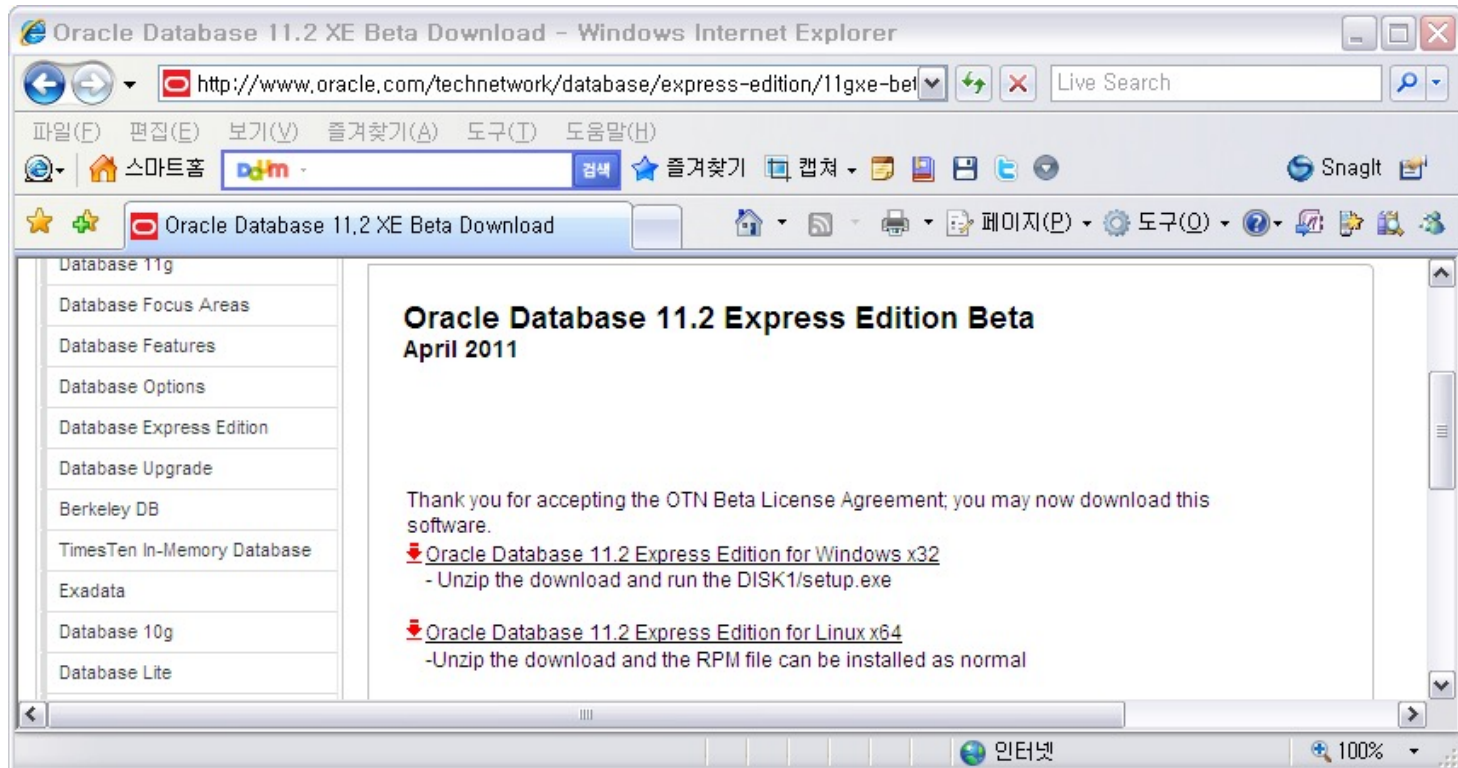 Oracle Database 11.2 XE Beta Download - Windows Internet Explorer
http://www.oracle.com/technetwork/database/express-edition/11gxe-bet
Live Search
파일(F) 편집(E) 보기(V) 즐겨찾기(A) 도구(T) 도움말(H)
스마트홈 Daum 검색 즐겨찾기 캡쳐 SnagIt
Oracle Database 11.2 XE Beta Download
페이지(P) 도구(O)
Database 11g
Database Focus Areas
Database Features
Database Options
Database Express Edition
Database Upgrade
Berkeley DB
TimesTen In-Memory Database
Exadata
Database 10g
Database Lite
Oracle Database 11.2 Express Edition Beta
April 2011
Thank you for accepting the OTN Beta License Agreement; you may now download this
software.
Oracle Database 11.2 Express Edition for Windows x32
- Unzip the download and run the DISK1/setup.exe
Oracle Database 11.2 Express Edition for Linux x64
-Unzip the download and the RPM file can be installed as normal
인터넷
100%